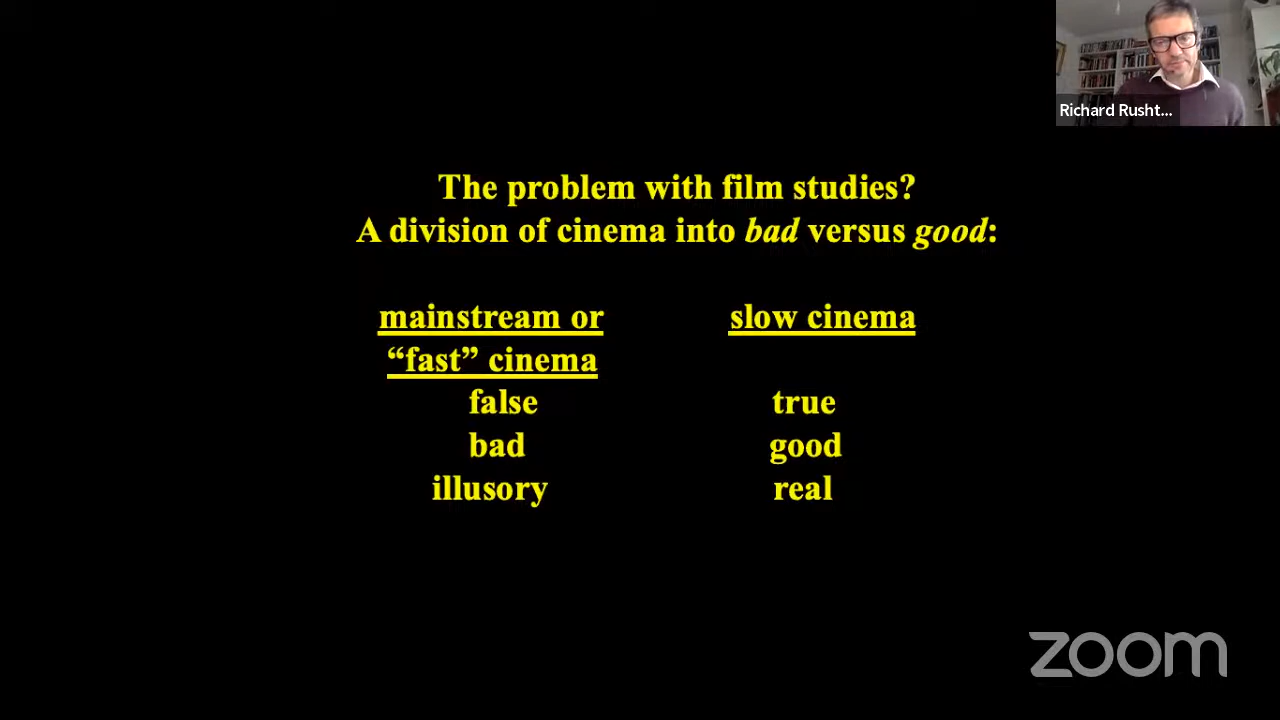 Richard Rusht...
The problem with film studies?
A division of cinema into bad versus good:
mainstream or slow cinema
“fast” cinema
false true
bad good
illusory real
zoom